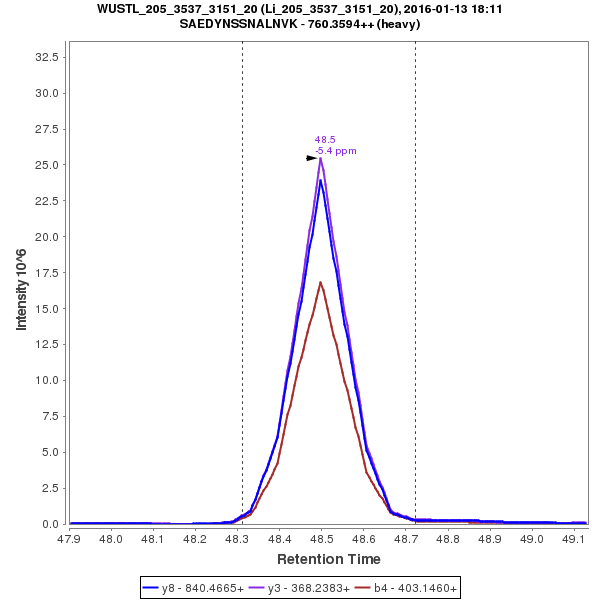 WUSTL_205_3537_3151_20 (Li_205_3537_3151_20), 2016-01-13 18:11
SAEDYNSSNALNVK - 760.3594++ (heavy)
Intensity 10^6
32.5
30.0
27.5
25.0
22.5
20.0
17.5
15.0
12.5
10.0
7.5
5.0
2.5
0.0
48.5
-5.4 ppm
47.9 48.0 48.1 48.2 48.3 48.4 48.5 48.6 48.7 48.8 48.9 49.0 49.1
Retention Time
y8 - 840.4665+ y3 - 368.2383+ b4 - 403.1460+